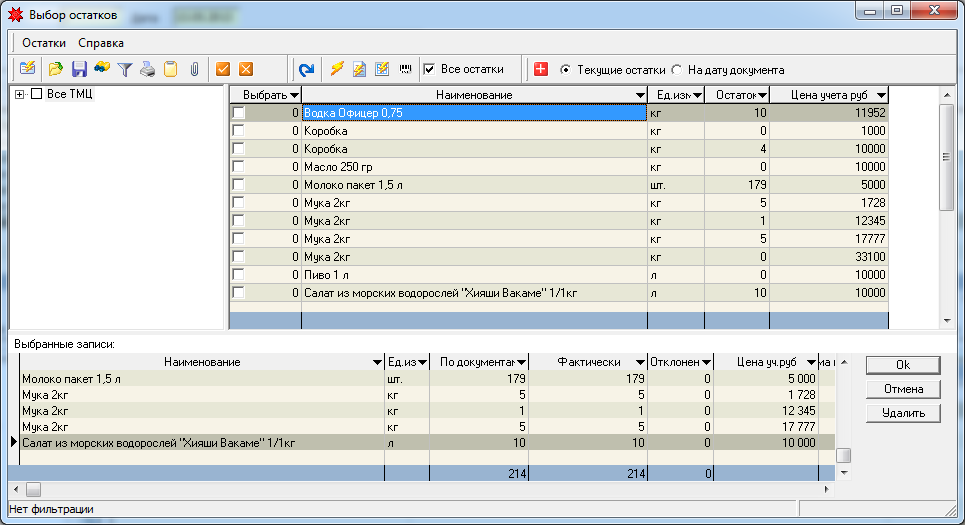 Выбор остатков
Остатки Справка
Все остатки Текущие остатки На дату документа
Все ТМЦ
Выбрать Наименование Ед.изм Остаток Цена учета руб
0 Водка Офицер 0,75 кг 10 11952
0 Коробка кг 0 1000
0 Коробка кг 4 10000
0 Масло 250 гр кг 0 10000
0 Молоко пакет 1,5 л шт. 179 5000
0 Мука 2кг кг 5 1728
0 Мука 2кг кг 1 12345
0 Мука 2кг кг 5 17777
0 Мука 2кг кг 0 33100
0 Пиво 1 л л 0 10000
0 Салат из морских водорослей "Хияши Вакаме" 1/1кг л 10 10000
Выбранные записи:
Наименование Ед.из По документам Фактически Отклонен Цена уч.руб
Молоко пакет 1,5 л шт. 179 179 0 5 000
Мука 2кг кг 5 5 0 1 728
Мука 2кг кг 1 1 0 12 345
Мука 2кг кг 5 5 0 17 777
Салат из морских водорослей "Хияши Вакаме" 1/1кг л 10 10 0 10 000
214 214 0
Ok
Отмена
Удалить
Нет фильтрации